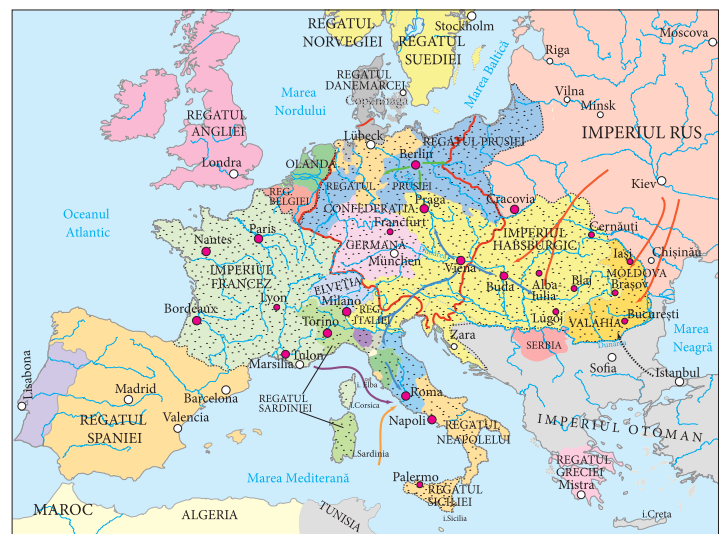 REGATUL
NORVEGIEI
Stockholm
REGATUL
SUEDIEI
Marea Baltică
Riga
Moscova
Vilna
Minsk
IMPERIUL RUS
Kiev
REGATUL
DANEMARCEI
Copenhaga
Marea
Nordului
REGATUL
ANGLIEI
Londra
Lübeck
OLANDA
REG.
BELGIEI
REGATUL PRUSIEI
Berlin
REGATUL
PRUSIEI
CONFEDERAȚIA
GERMANĂ
Francfurt
Praga
Cracovia
München
Dunărea
Oceanul
Atlantic
Nantes
Paris
IMPERIUL
FRANCEZ
Lyon
Bordeaux
Marsilia
Tulon
ELVEȚIA
Milano
REG.
ITALIEI
Torino
Viena
IMPERIUL
HABSBURGIC
Buda
Alba
Iulia
Blaj
Lugoj
Cernăuți
Iași
Chișinău
MOLDOVA
Brașov
București
VALAHIA
Dunărea
Zara
SERBIA
Sofia
Istanbul
Marea
Neagră
IMPERIUL OTOMAN
Lisabona
Madrid
REGATUL
SPANIEI
Valencia
Barcelona
REGATUL
SARDINIEI
i. Elba
i.Corsica
i.Sardinia
Roma
Napoli
REGATUL
NEAPOLELUI
Palermo
REGATUL
SICILIEI
i.Sicilia
Marea Mediterană
REGATUL
GRECIEI
Mistra
i.Creta
MAROC
ALGERIA
TUNISIA